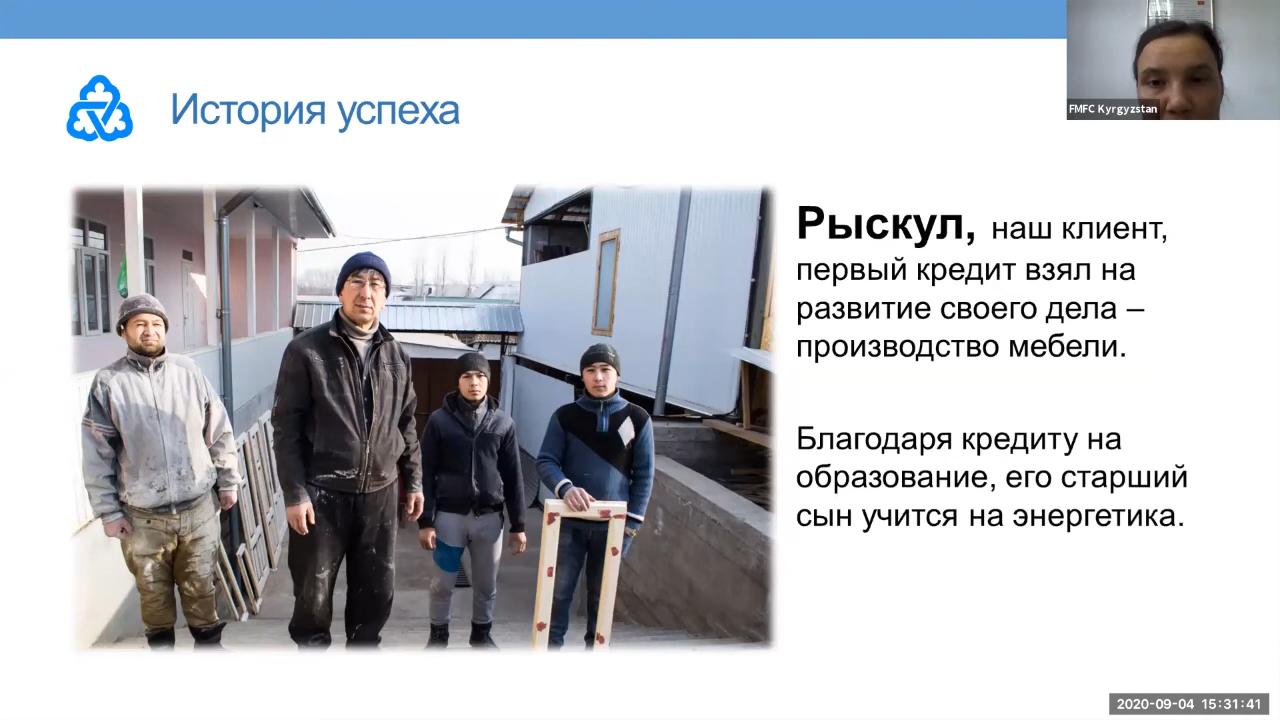 FMFC Kyrgyzstan
История успеха
Рыскул, наш клиент,
первый кредит взял на
развитие своего дела –
производство мебели.
Благодаря кредиту на
образование, его старший
сын учится на энергетика.
2020-09-04 15:31:41